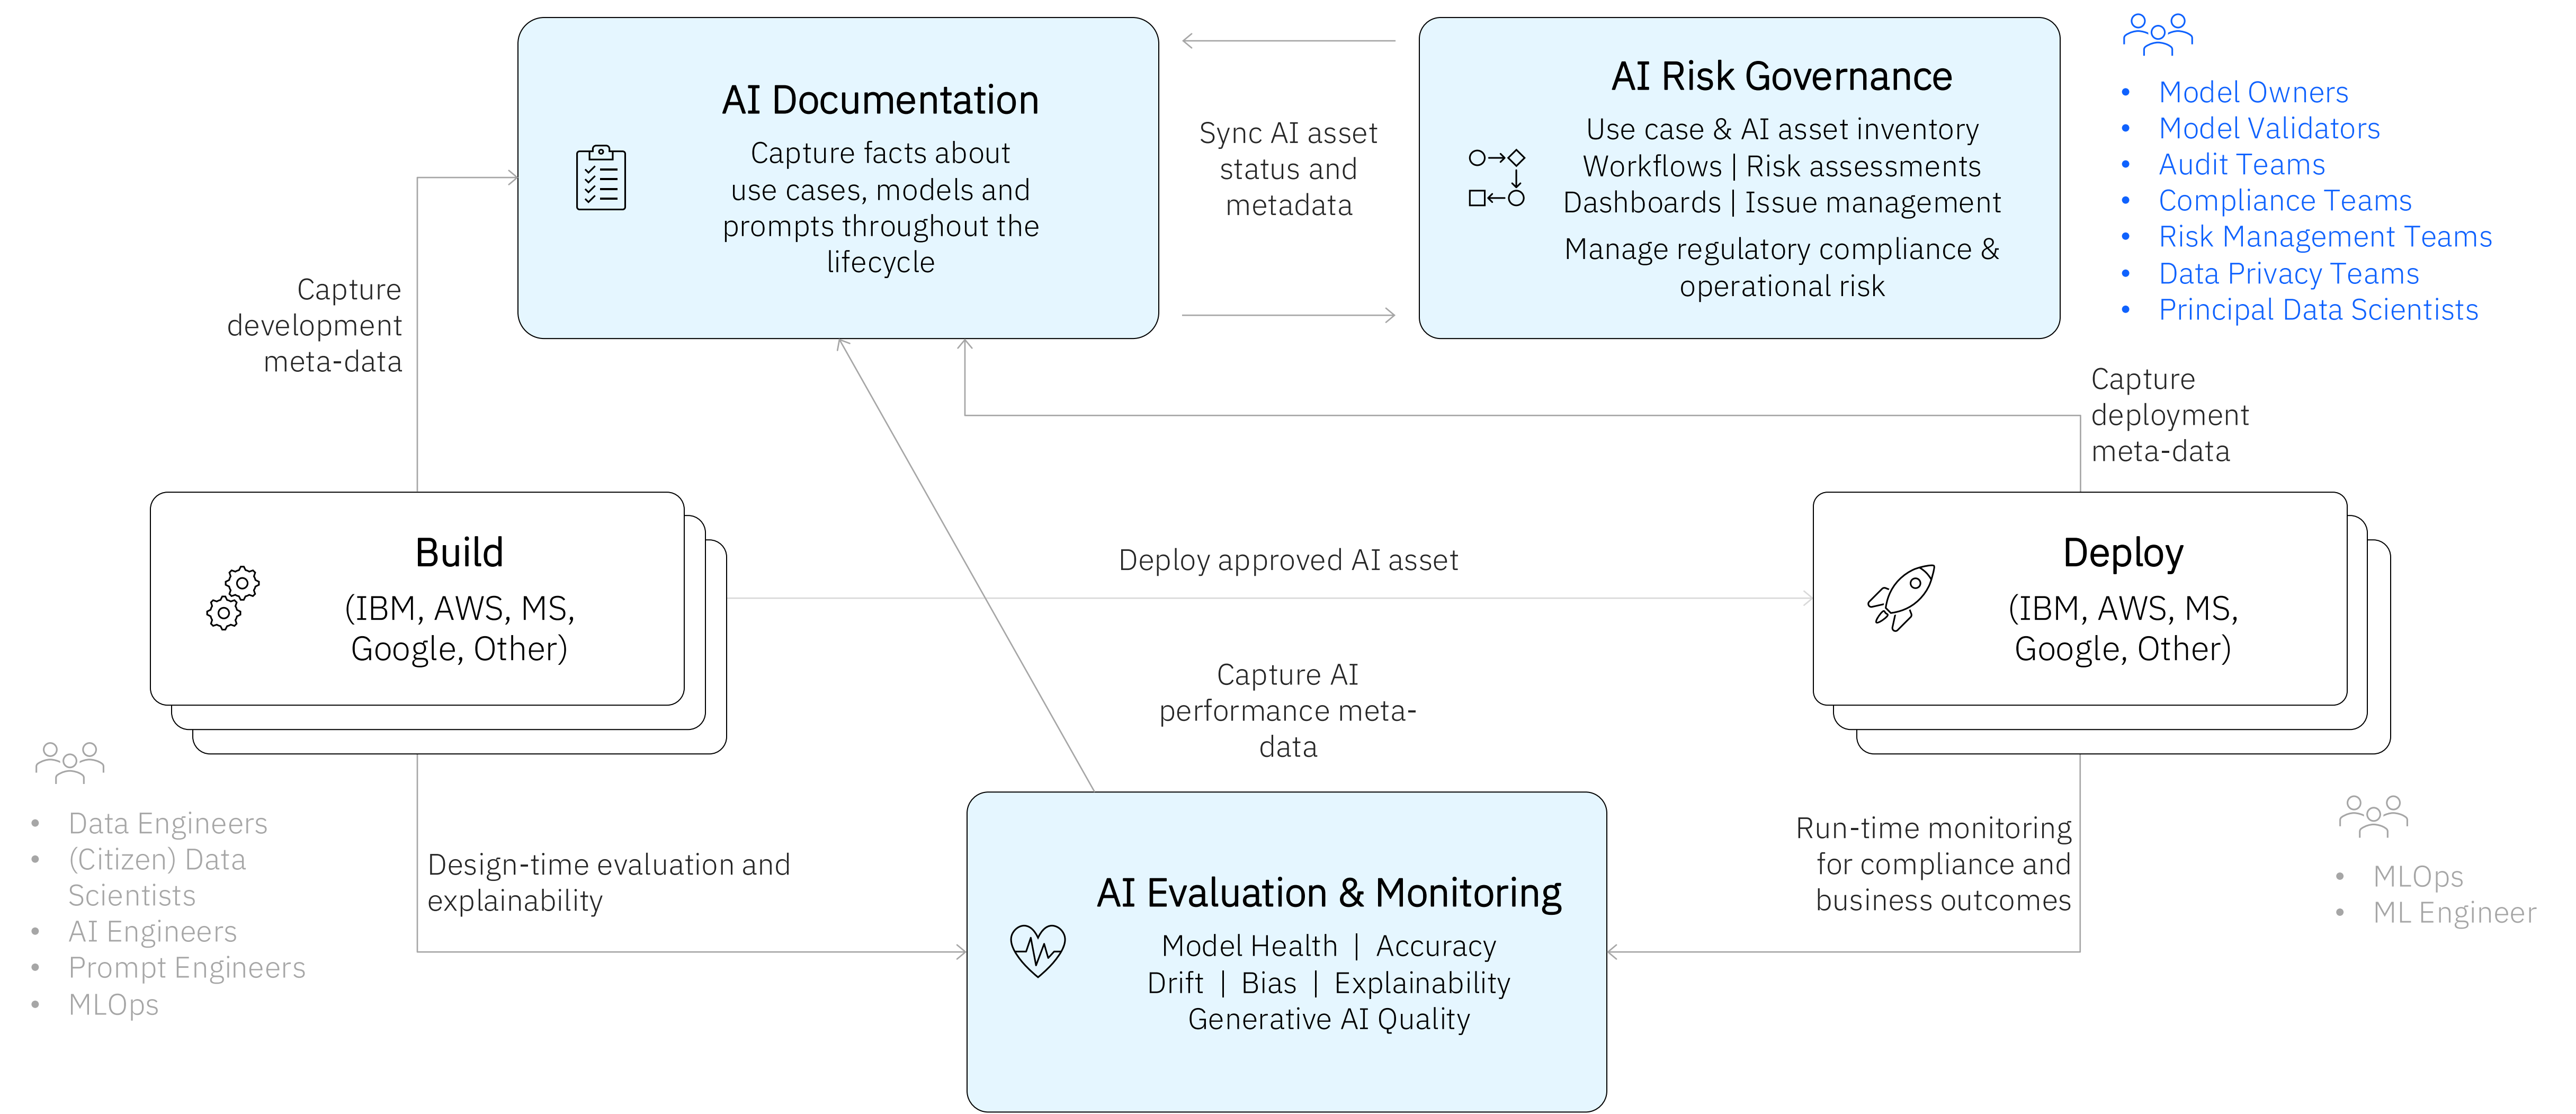 AI Documentation
Capture facts about
use cases, models and
prompts throughout the
lifecycle
Sync AI asset
status and
metadata
AI Risk Governance
Use case & AI asset inventory
Workflows | Risk assessments
Dashboards | Issue management
Manage regulatory compliance &
operational risk
• Model Owners
• Model Validators
• Audit Teams
• Compliance Teams
• Risk Management Teams
• Data Privacy Teams
• Principal Data Scientists
Capture
development
meta-data
Capture
deployment
meta-data
Build
(IBM, AWS, MS,
Google, Other)
Deploy approved AI asset
Deploy
(IBM, AWS, MS,
Google, Other)
Capture AI
performance meta-
data
• Data Engineers
• (Citizen) Data
Scientists
• AI Engineers
• Prompt Engineers
• MLOps
Design-time evaluation and
explainability
AI Evaluation & Monitoring
Model Health | Accuracy
Drift | Bias | Explainability
Generative AI Quality
Run-time monitoring
for compliance and
business outcomes
• MLOps
• ML Engineer